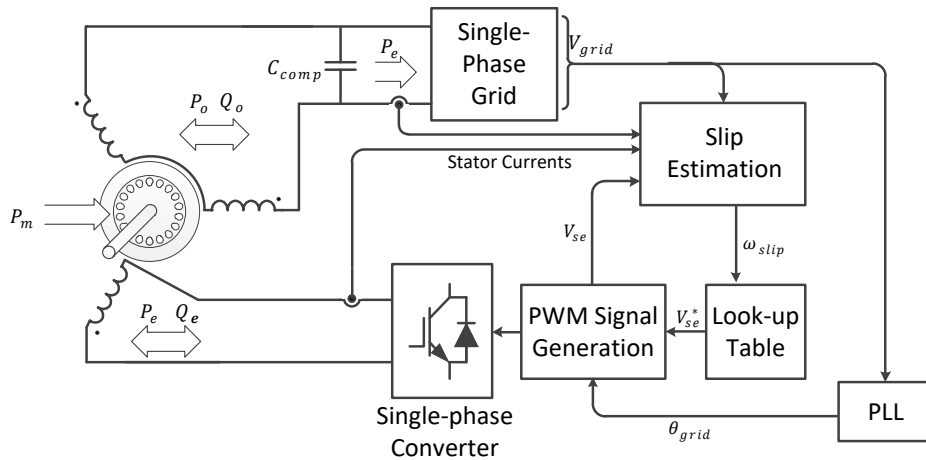 Single-
Phase
Grid
V_grid
P_e
C_comp
P_o Q_o
Slip
Estimation
Stator Currents
P_m
V_se
ω_slip
P_e Q_e
PWM Signal
Generation
V_se^*
Look-up
Table
PLL
θ_grid
Single-phase
Converter